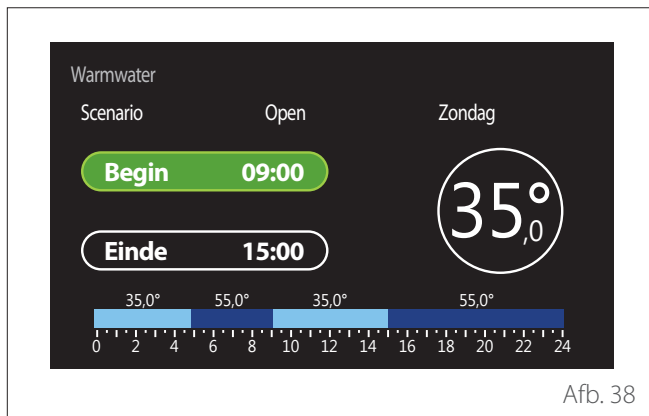 Warmwater
Scenario Open Zondag
Begin 09:00
35,0°
Einde 15:00
35,0° 55,0° 35,0° 55,0°
0 2 4 6 8 10 12 14 16 18 20 22 24
Afb. 38